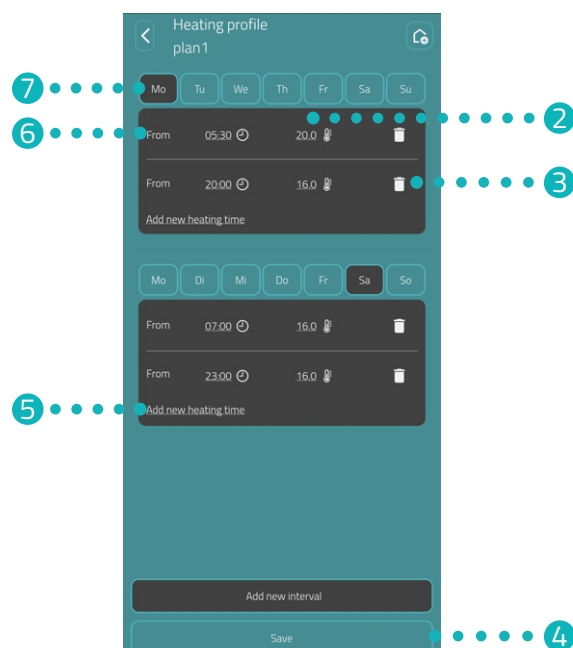 Heating profile
plan1
7 Mo Tu We Th Fr Sa Su
2
6 From 05:30 20.0
From 20:00 16.0 3
Add new heating time
Mo Di Mi Do Fr Sa So
From 07:00 16.0
From 23:00 16.0
5 Add new heating time
Add new interval
Save 4